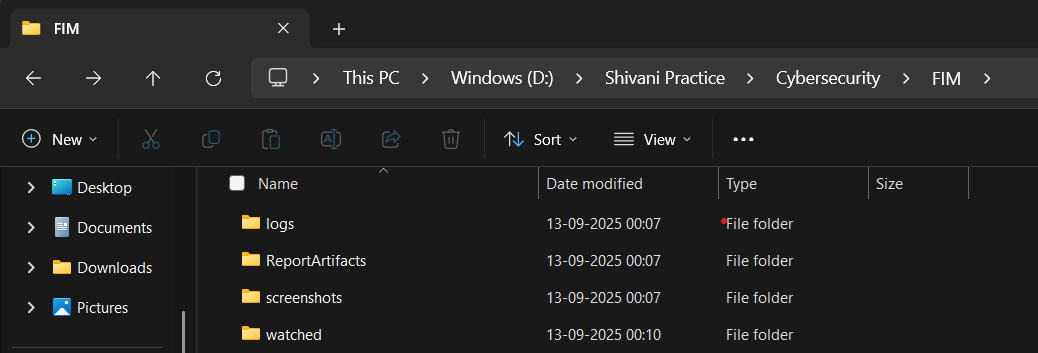 FIM
This PC > Windows (D:) > Shivani Practice > Cybersecurity > FIM >
New Sort View
Desktop
Documents
Downloads
Pictures
Name Date modified Type Size
logs 13-09-2025 00:07 File folder
ReportArtifacts 13-09-2025 00:07 File folder
screenshots 13-09-2025 00:07 File folder
watched 13-09-2025 00:10 File folder